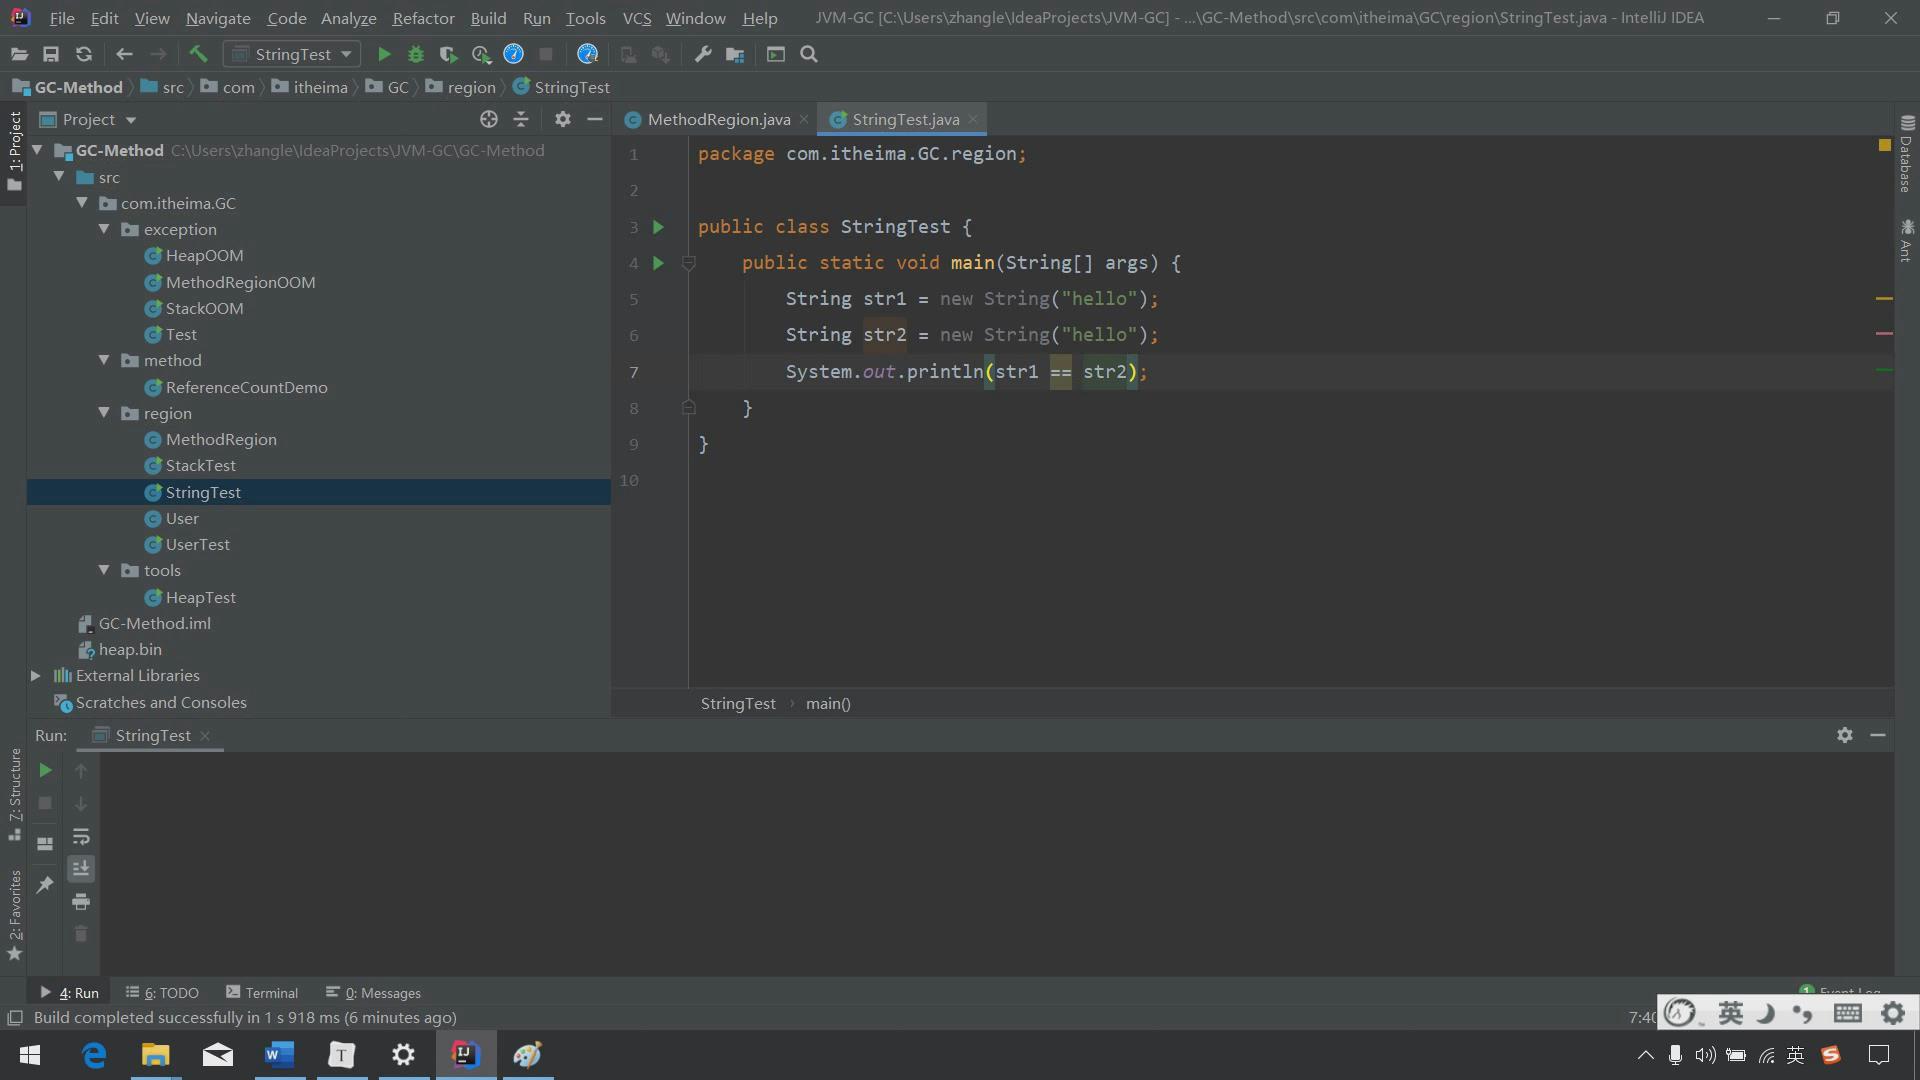 File Edit View Navigate Code Analyze Refactor Build Run Tools VCS Window Help JVM-GC [C:\Users\zhangle\IdeaProjects\JVM-GC] - ...\GC-Method\src\com\itheima\GC\region\StringTest.java - IntelliJ IDEA
StringTest
GC-Method src com itheima GC region StringTest
Project
MethodRegion.java StringTest.java
1: Project
GC-Method C:\Users\zhangle\IdeaProjects\JVM-GC\GC-Method
src
com.itheima.GC
exception
HeapOOM
MethodRegionOOM
StackOOM
Test
method
ReferenceCountDemo
region
MethodRegion
StackTest
StringTest
User
UserTest
tools
HeapTest
GC-Method.iml
heap.bin
External Libraries
Scratches and Consoles
1 package com.itheima.GC.region;
2
3 public class StringTest {
4 public static void main(String[] args) {
5 String str1 = new String("hello");
6 String str2 = new String("hello");
7 System.out.println(str1 == str2);
8 }
9 }
10
StringTest › main()
Database
Ant
Run: StringTest
7: Structure
2: Favorites
4: Run 6: TODO Terminal 0: Messages
Build completed successfully in 1 s 918 ms (6 minutes ago)
7:40
英
W T IJ 英 S